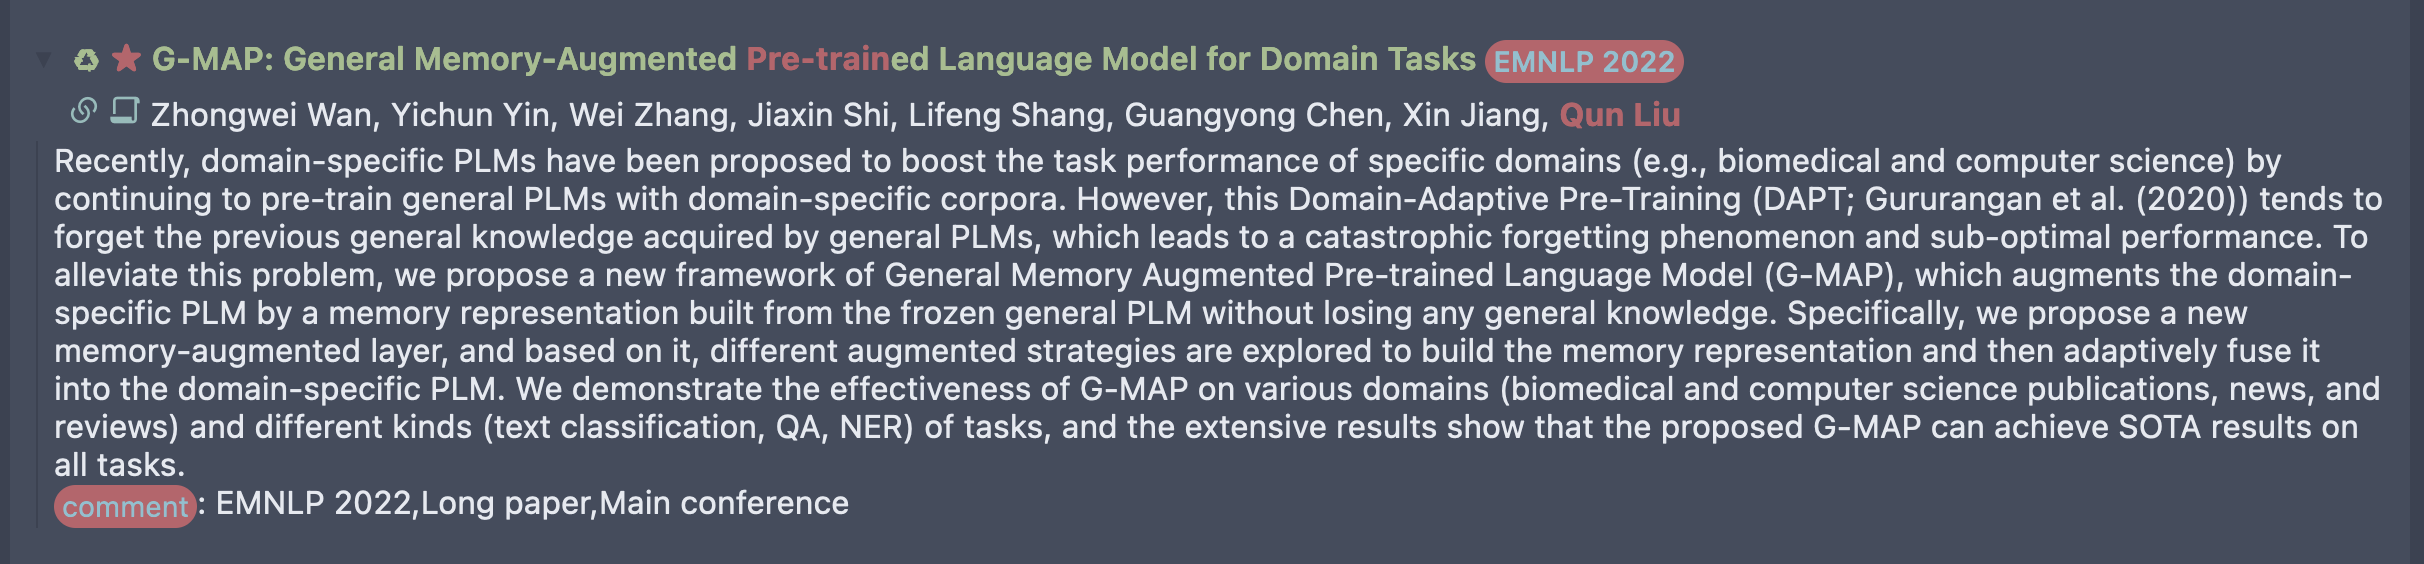 G-MAP: General Memory-Augmented Pre-trained Language Model for Domain Tasks EMNLP 2022
Zhongwei Wan, Yichun Yin, Wei Zhang, Jiaxin Shi, Lifeng Shang, Guangyong Chen, Xin Jiang, Qun Liu
Recently, domain-specific PLMs have been proposed to boost the task performance of specific domains (e.g., biomedical and computer science) by
continuing to pre-train general PLMs with domain-specific corpora. However, this Domain-Adaptive Pre-Training (DAPT; Gururangan et al. (2020)) tends to
forget the previous general knowledge acquired by general PLMs, which leads to a catastrophic forgetting phenomenon and sub-optimal performance. To
alleviate this problem, we propose a new framework of General Memory Augmented Pre-trained Language Model (G-MAP), which augments the domain-
specific PLM by a memory representation built from the frozen general PLM without losing any general knowledge. Specifically, we propose a new
memory-augmented layer, and based on it, different augmented strategies are explored to build the memory representation and then adaptively fuse it
into the domain-specific PLM. We demonstrate the effectiveness of G-MAP on various domains (biomedical and computer science publications, news, and
reviews) and different kinds (text classification, QA, NER) of tasks, and the extensive results show that the proposed G-MAP can achieve SOTA results on
all tasks.
comment: EMNLP 2022,Long paper,Main conference